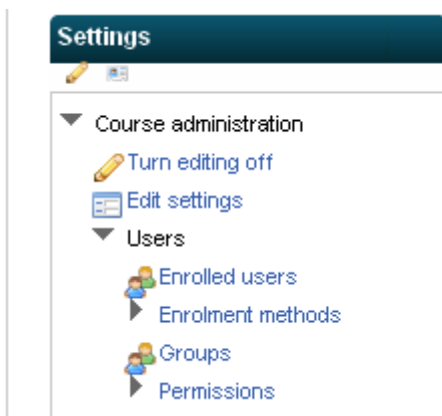 Settings
Course administration
Turn editing off
Edit settings
Users
Enrolled users
Enrolment methods
Groups
Permissions